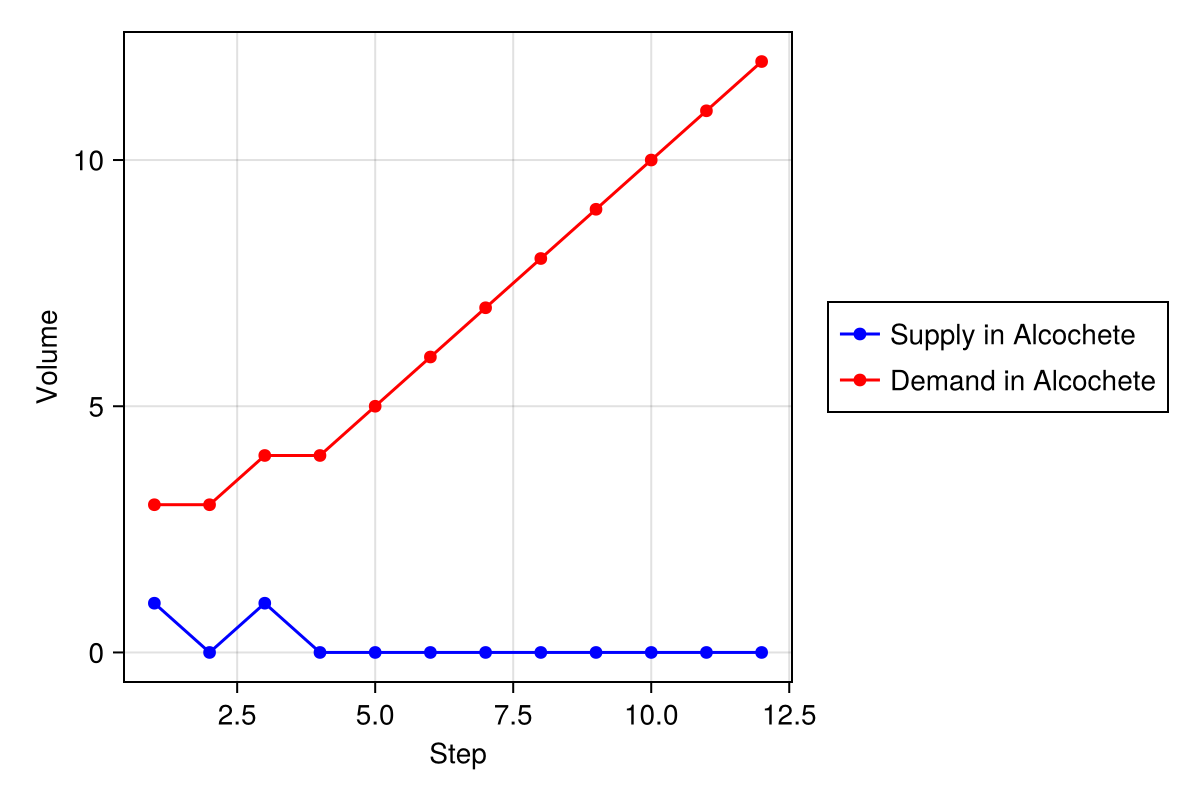 10
5
0
Volume
2.5 5.0 7.5 10.0 12.5
Step
Supply in Alcochete
Demand in Alcochete